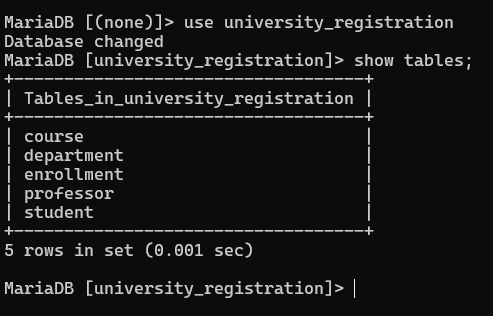 MariaDB [(none)]> use university_registration
Database changed
MariaDB [university_registration]> show tables;
+-----------------------------------+
| Tables_in_university_registration |
+-----------------------------------+
| course                            |
| department                        |
| enrollment                        |
| professor                         |
| student                           |
+-----------------------------------+
5 rows in set (0.001 sec)
MariaDB [university_registration]>